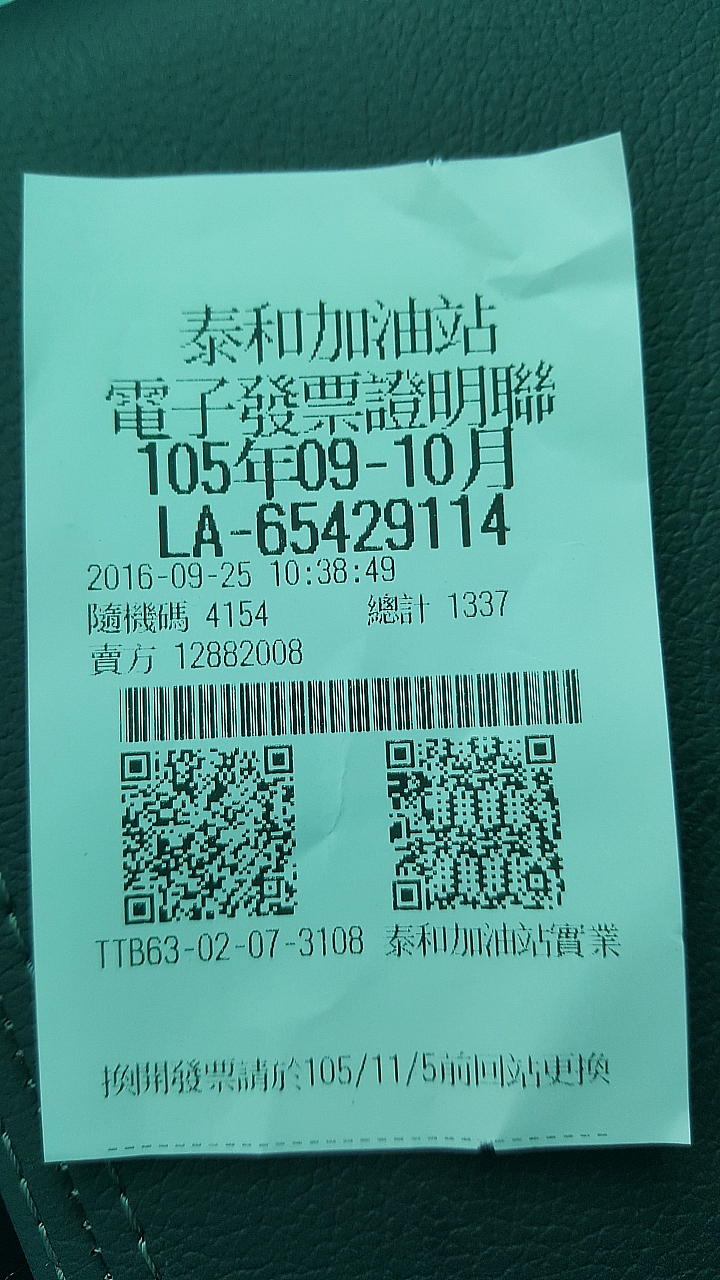 泰和加油站
電子發票證明聯
105年09-10月
LA-65429114
2016-09-25 10:38:49
隨機碼 4154 總計 1337
賣方 12882008
TTB63-02-07-3108 泰和加油站實業
換開發票請於105/11/5前回站更換